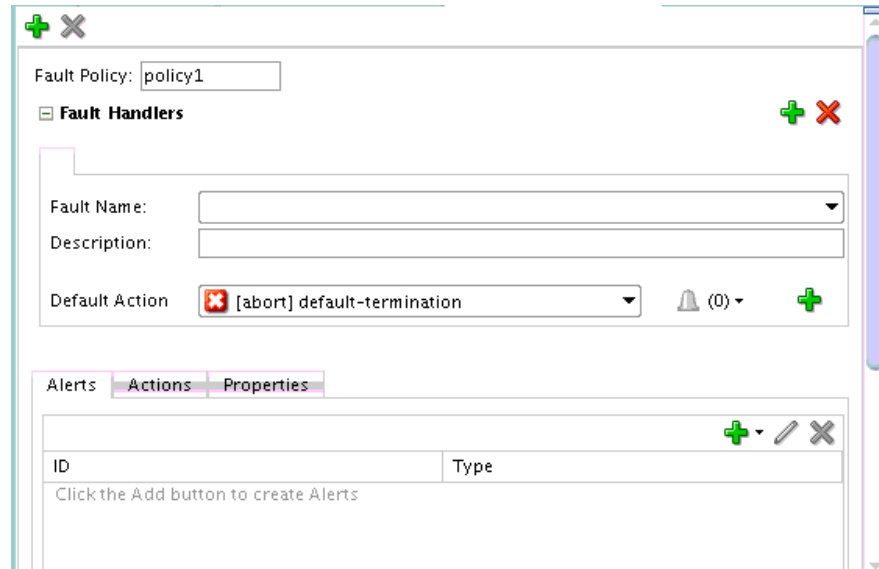 Fault Policy: policy1
Fault Handlers
Fault Name:
Description:
Default Action [abort] default-termination (0)
Alerts Actions Properties
ID Type
Click the Add button to create Alerts